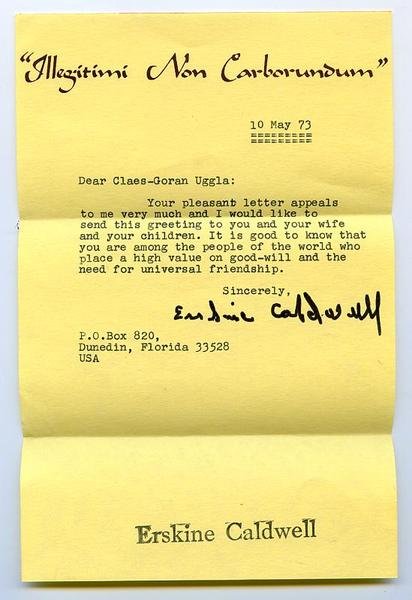 "Illegitimi Non Carborundum"
10 May 73
==========
Dear Claes-Goran Uggla:
Your pleasant letter appeals
to me very much and I would like to
send this greeting to you and your wife
and your children. It is good to know that
you are among the people of the world who
place a high value on good-will and the
need for universal friendship.
Sincerely,
Erskine Caldwell
P.O.Box 820,
Dunedin, Florida 33528
USA
Erskine Caldwell